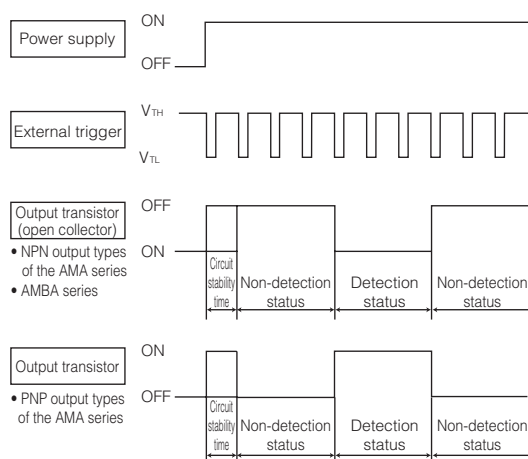 ON
Power supply
OFF
VTH
External trigger
VTL
OFF
Output transistor
(open collector)
ON
• NPN output types
of the AMA series
• AMBA series
Circuit
stability
time
Non-detection
status
Detection
status
Non-detection
status
ON
Output transistor
OFF
• PNP output types
of the AMA series
Circuit
stability
time
Non-detection
status
Detection
status
Non-detection
status